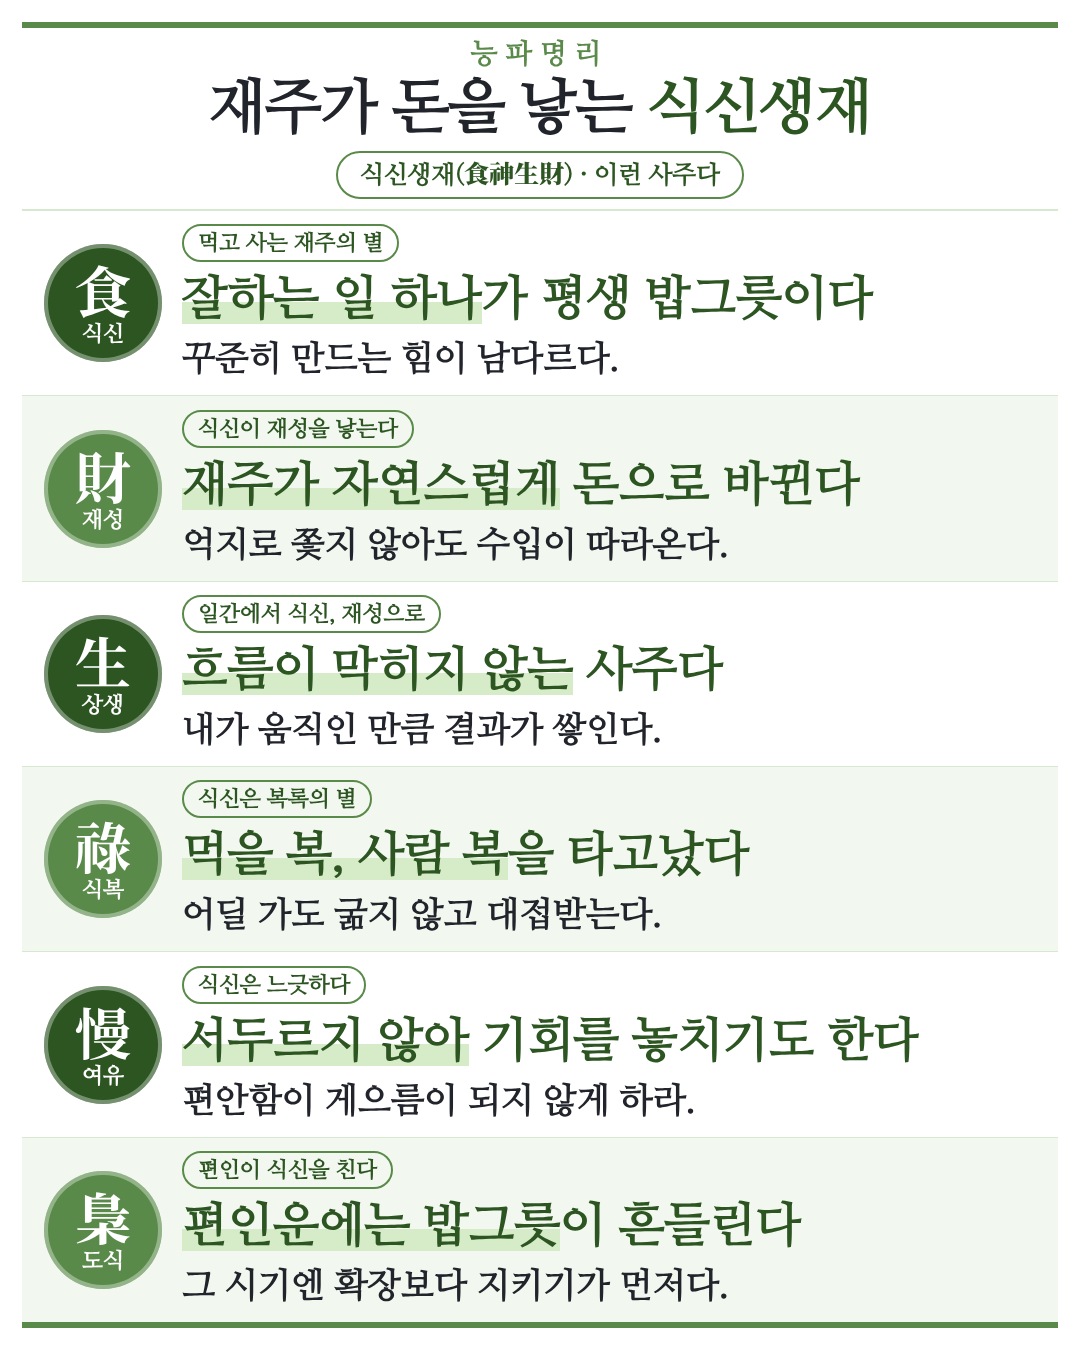 능파명리
재주가 돈을 낳는 식신생재
식신생재(食神生財) · 이런 사주다
먹고 사는 재주의 별
食
식신
잘하는 일 하나가 평생 밥그릇이다
꾸준히 만드는 힘이 남다르다.
식신이 재성을 낳는다
財
재성
재주가 자연스럽게 돈으로 바뀐다
억지로 쫓지 않아도 수입이 따라온다.
일간에서 식신, 재성으로
生
상생
흐름이 막히지 않는 사주다
내가 움직인 만큼 결과가 쌓인다.
식신은 복록의 별
祿
식복
먹을 복, 사람 복을 타고났다
어딜 가도 굶지 않고 대접받는다.
식신은 느긋하다
慢
여유
서두르지 않아 기회를 놓치기도 한다
편안함이 게으름이 되지 않게 하라.
편인이 식신을 친다
梟
도식
편인운에는 밥그릇이 흔들린다
그 시기엔 확장보다 지키기가 먼저다.